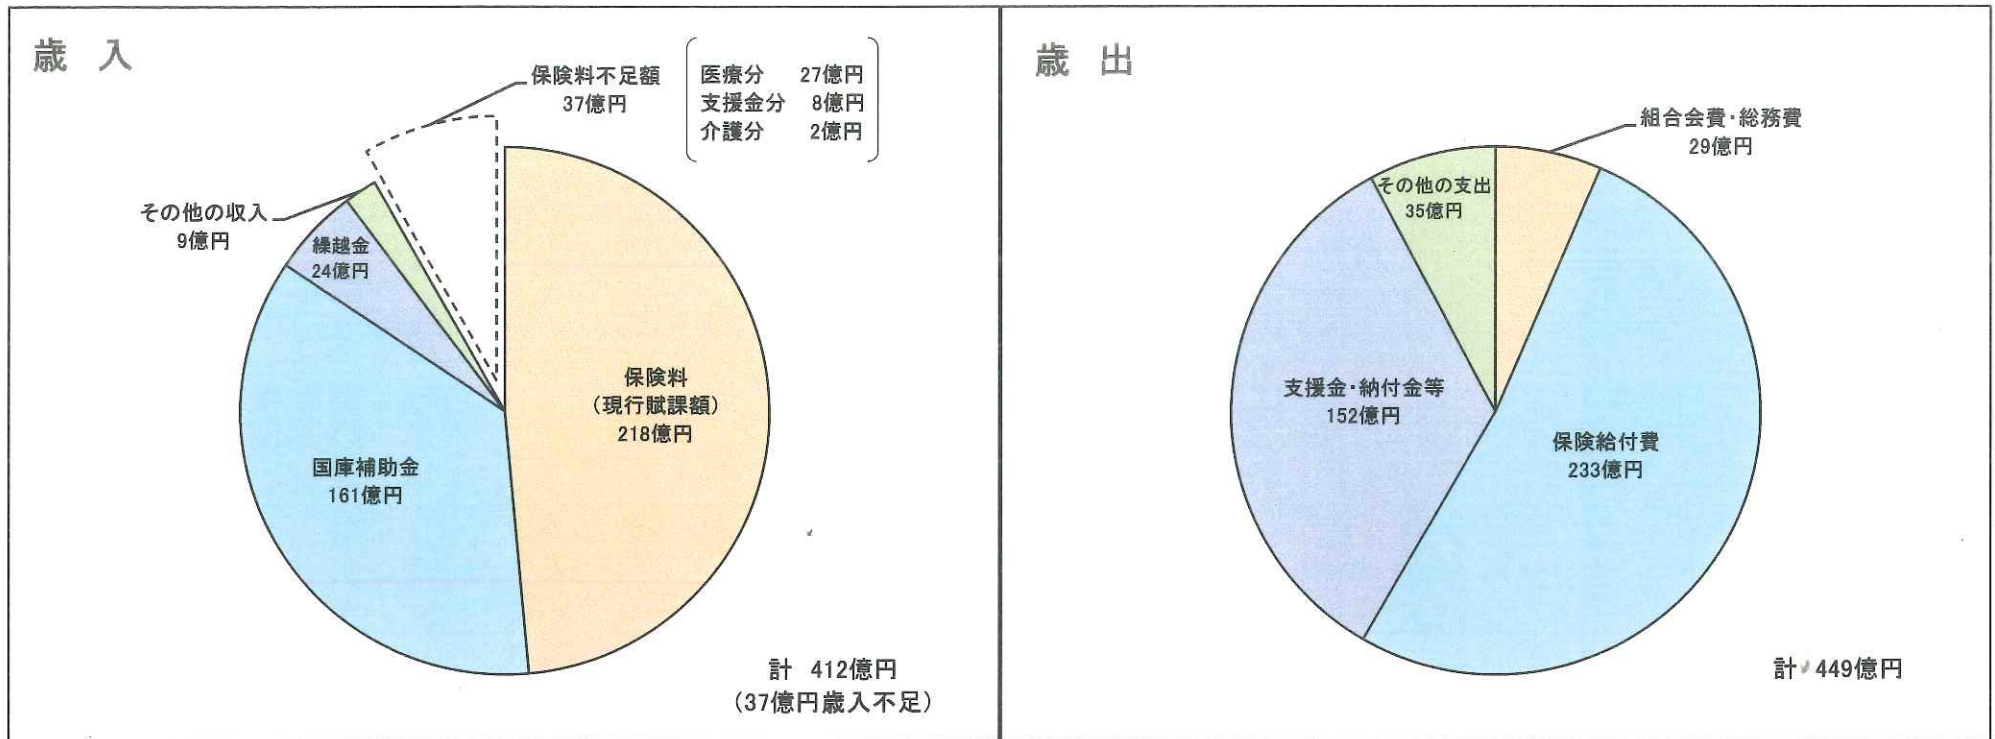 歳 入
保険料不足額
37億円
医療分 27億円
支援金分 8億円
介護分 2億円
その他の収入
9億円
繰越金
24億円
保険料
（現行賦課額）
218億円
国庫補助金
161億円
計 412億円
（37億円歳入不足）
歳 出
組合会費・総務費
29億円
その他の支出
35億円
支援金・納付金等
152億円
保険給付費
233億円
計 449億円